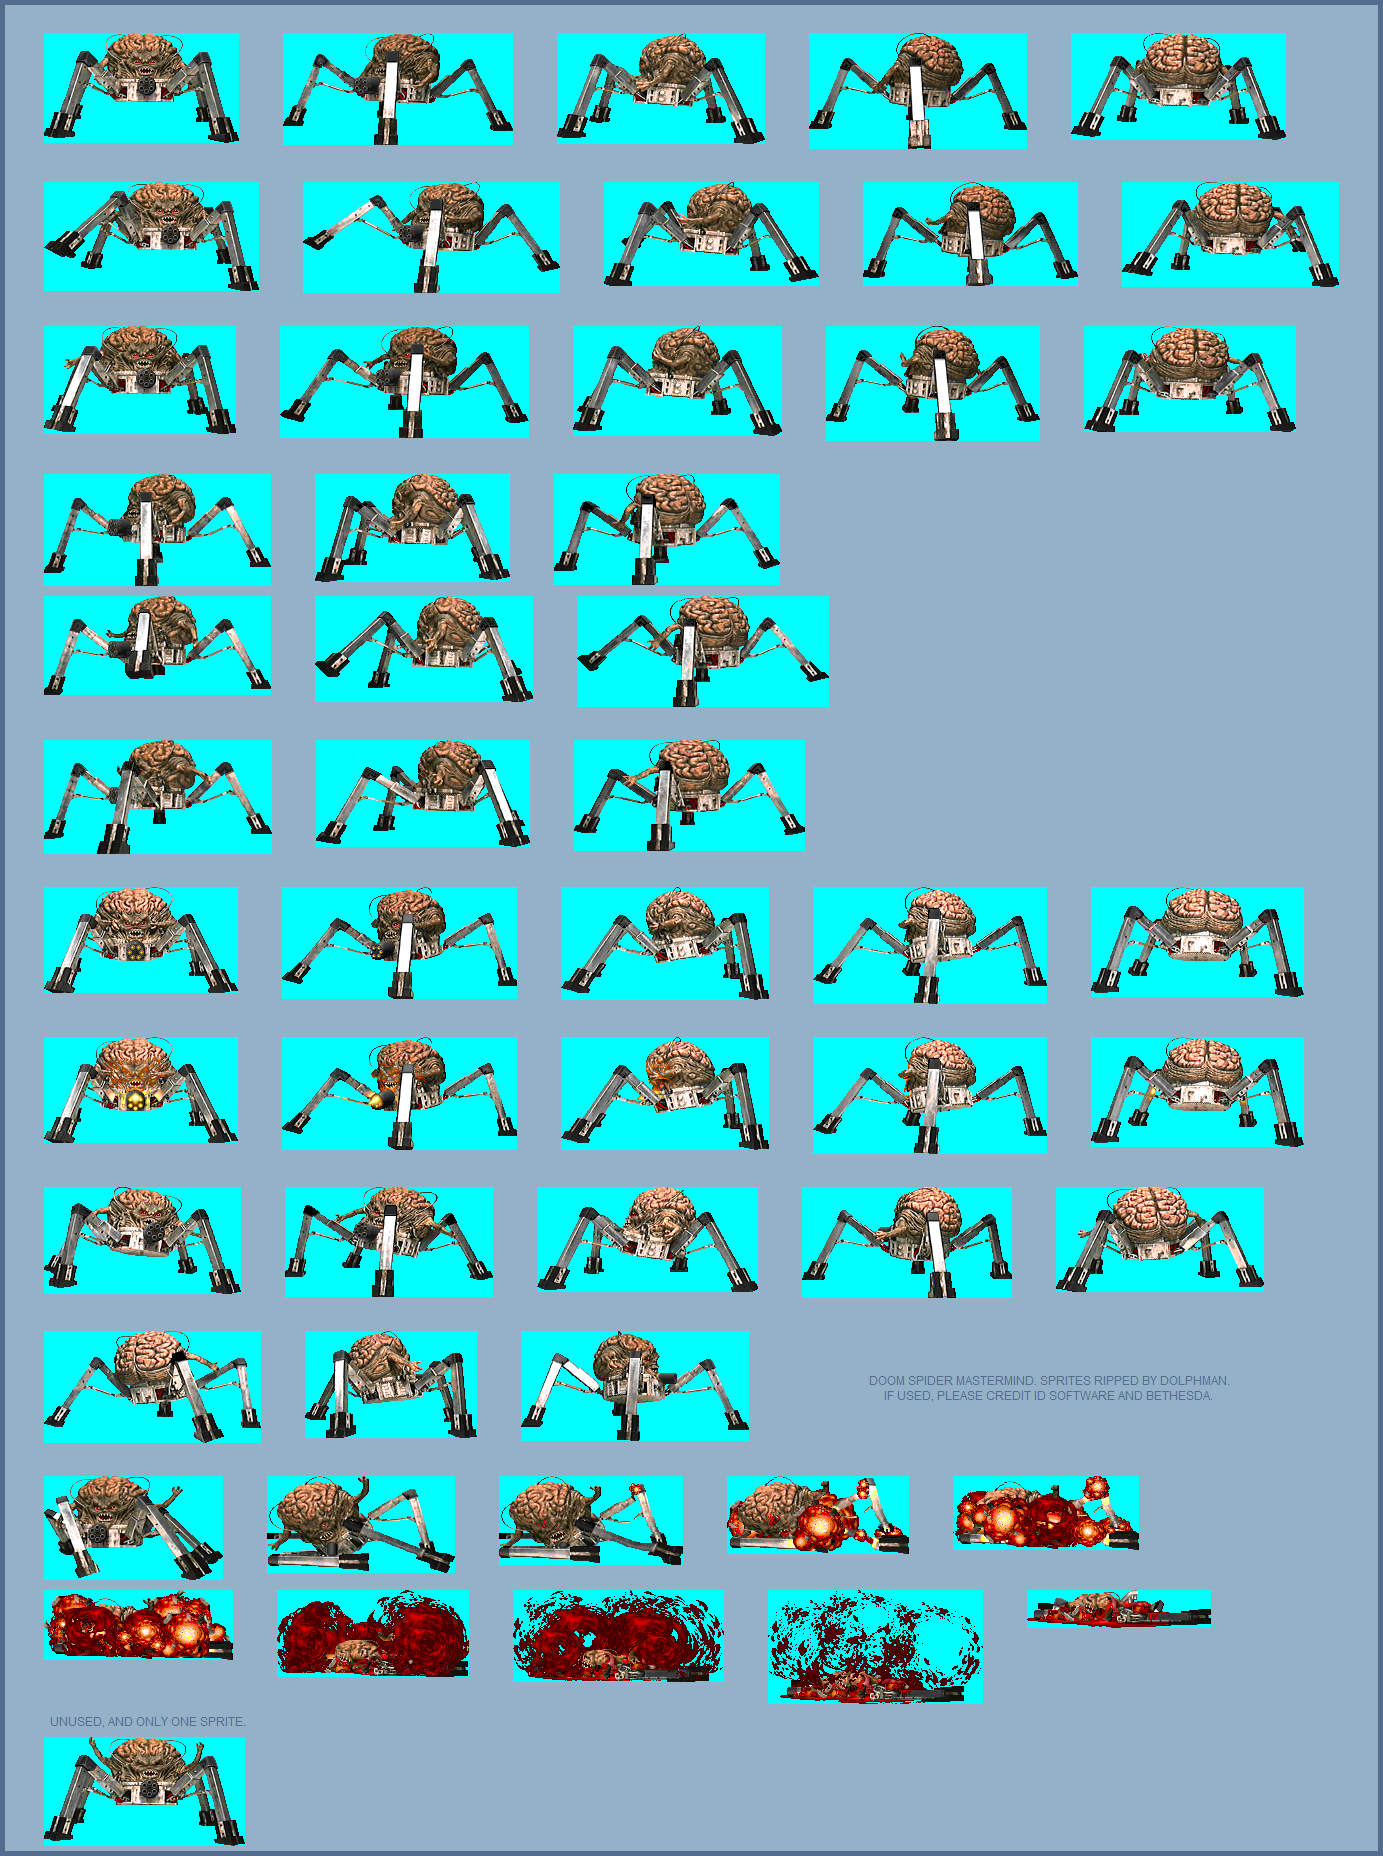 DOOM SPIDER MASTERMIND. SPRITES RIPPED BY DOLPHMAN.
IF USED, PLEASE CREDIT ID SOFTWARE AND BETHESDA.
UNUSED, AND ONLY ONE SPRITE.